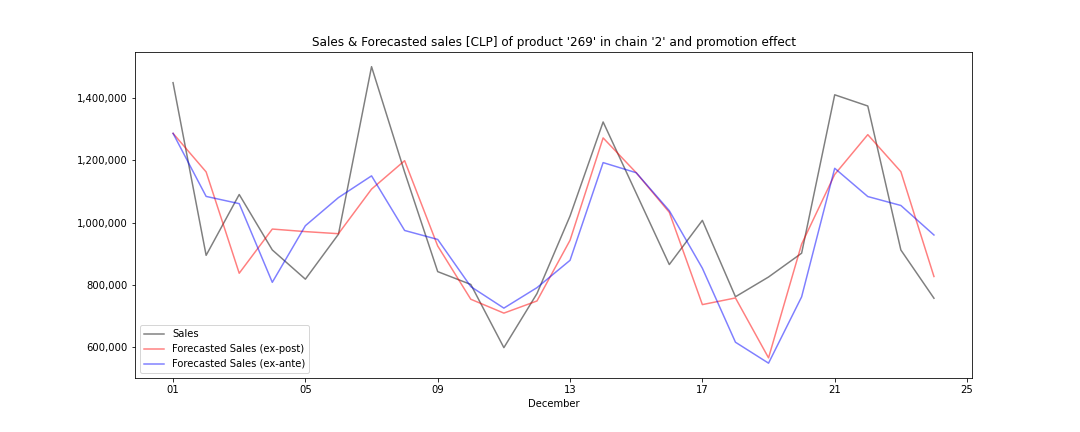 Sales & Forecasted sales [CLP] of product '269' in chain '2' and promotion effect
1,400,000
1,200,000
1,000,000
800,000
600,000
Sales
Forecasted Sales (ex-post)
Forecasted Sales (ex-ante)
01 05 09 13 17 21 25
December